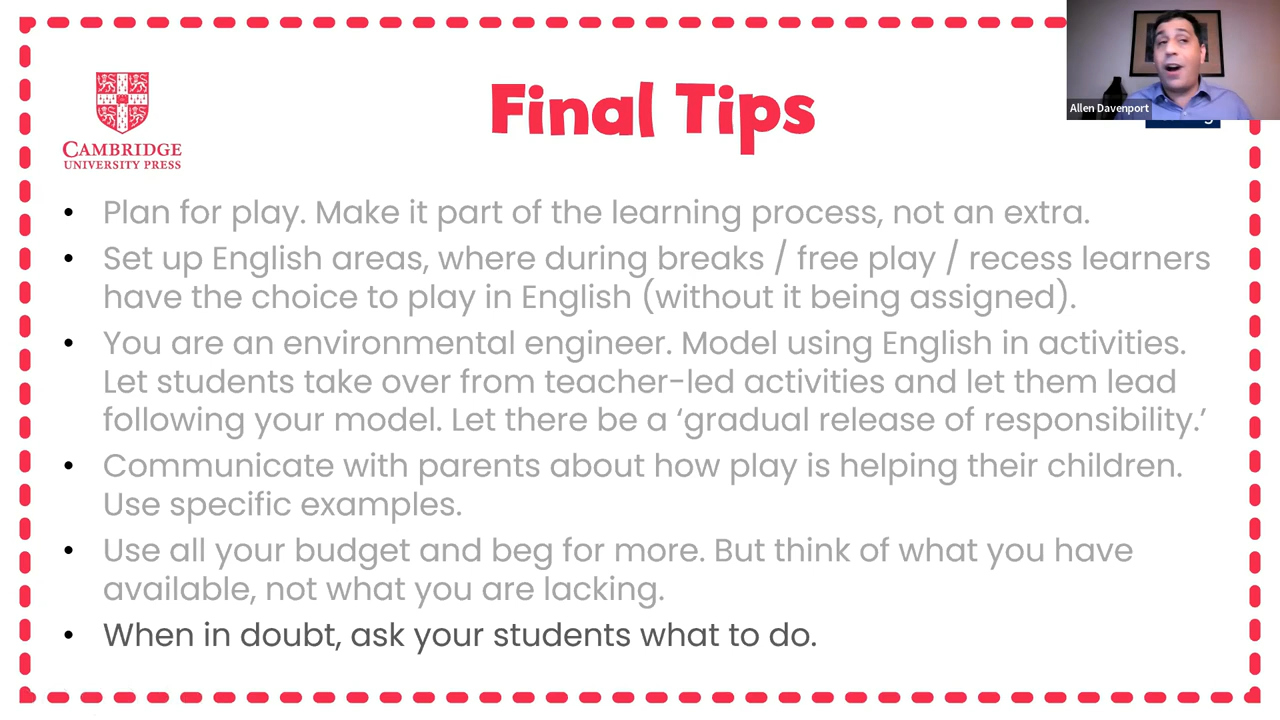 Final Tips
Allen Davenport
CAMBRIDGE
UNIVERSITY PRESS
• Plan for play. Make it part of the learning process, not an extra.
• Set up English areas, where during breaks / free play / recess learners
have the choice to play in English (without it being assigned).
• You are an environmental engineer. Model using English in activities.
Let students take over from teacher-led activities and let them lead
following your model. Let there be a ‘gradual release of responsibility.’
• Communicate with parents about how play is helping their children.
Use specific examples.
• Use all your budget and beg for more. But think of what you have
available, not what you are lacking.
• When in doubt, ask your students what to do.